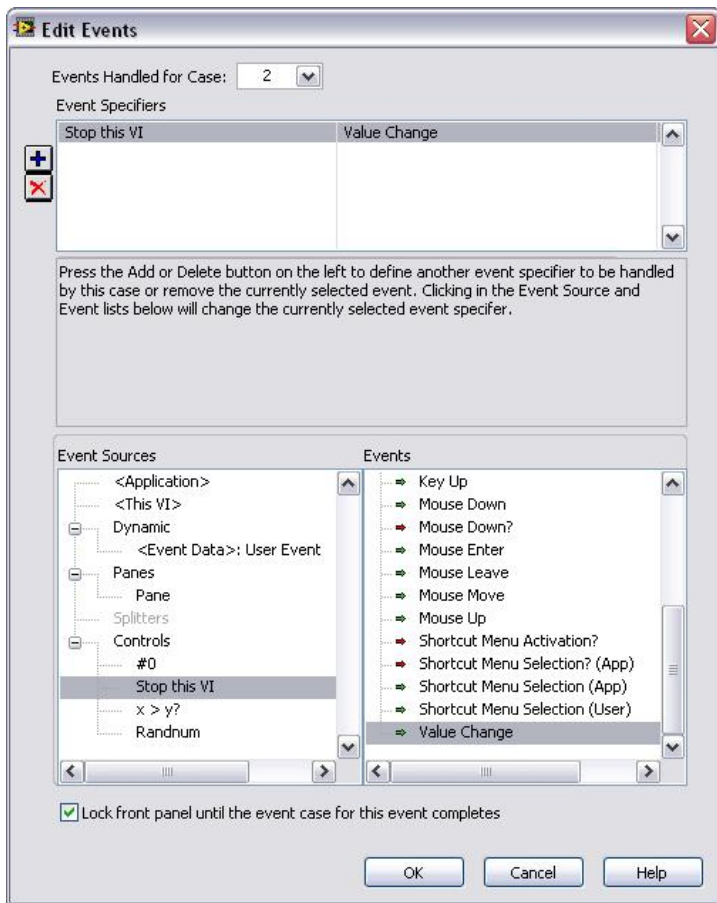 Edit Events
Events Handled for Case: 2
Event Specifiers
Stop this VI Value Change
Press the Add or Delete button on the left to define another event specifier to be handled
by this case or remove the currently selected event. Clicking in the Event Source and
Event lists below will change the currently selected event specifer.
Event Sources
<Application>
<This VI>
Dynamic
<Event Data>: User Event
Panes
Pane
Splitters
Controls
#0
Stop this VI
x > y?
Randnum
Events
Key Up
Mouse Down
Mouse Down?
Mouse Enter
Mouse Leave
Mouse Move
Mouse Up
Shortcut Menu Activation?
Shortcut Menu Selection? (App)
Shortcut Menu Selection (App)
Shortcut Menu Selection (User)
Value Change
Lock front panel until the event case for this event completes
OK Cancel Help